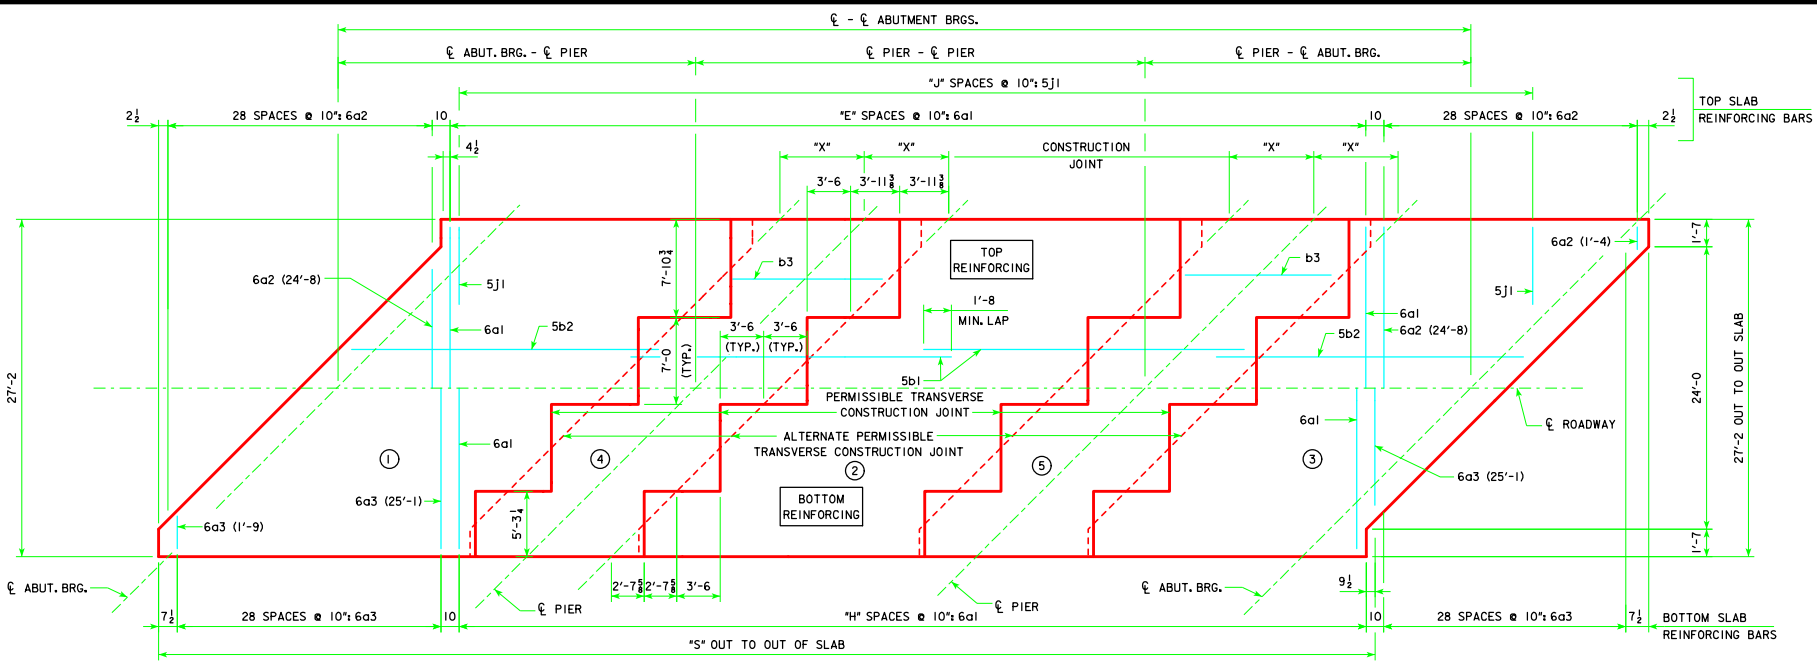 ℄ - ℄ ABUTMENT BRGS.
℄ ABUT. BRG. - ℄ PIER
℄ PIER - ℄ PIER
℄ PIER - ℄ ABUT. BRG.
"J" SPACES @ 10": 5j1
TOP SLAB
REINFORCING BARS
2½
28 SPACES @ 10": 6a2
10
"E" SPACES @ 10": 6a1
10
28 SPACES @ 10": 6a2
2½
4½
"X"
"X"
CONSTRUCTION
JOINT
"X"
"X"
3'-6
3'-11⅜
3'-11⅜
27'-2
6a2 (24'-8)
5j1
6a1
5b2
7'-10¾
b3
TOP
REINFORCING
b3
6a2 (1'-4)
1'-7
5j1
1'-8
MIN. LAP
3'-6
(TYP.)
3'-6
(TYP.)
7'-0
(TYP.)
6a1
6a2 (24'-8)
5b2
5b1
24'-0
27'-2 OUT TO OUT SLAB
PERMISSIBLE TRANSVERSE
CONSTRUCTION JOINT
6a1
℄ ROADWAY
ALTERNATE PERMISSIBLE
TRANSVERSE CONSTRUCTION JOINT
6a1
1
4
2
5
3
6a3 (25'-1)
6a3 (25'-1)
BOTTOM
REINFORCING
6a3 (1'-9)
5'-3¼
1'-7
℄ ABUT. BRG.
℄ PIER
2'-7⅝
2'-7⅝
3'-6
℄ PIER
℄ ABUT. BRG.
9½
7½
28 SPACES @ 10": 6a3
10
"H" SPACES @ 10": 6a1
10
28 SPACES @ 10": 6a3
7½
BOTTOM SLAB
REINFORCING BARS
"S" OUT TO OUT OF SLAB